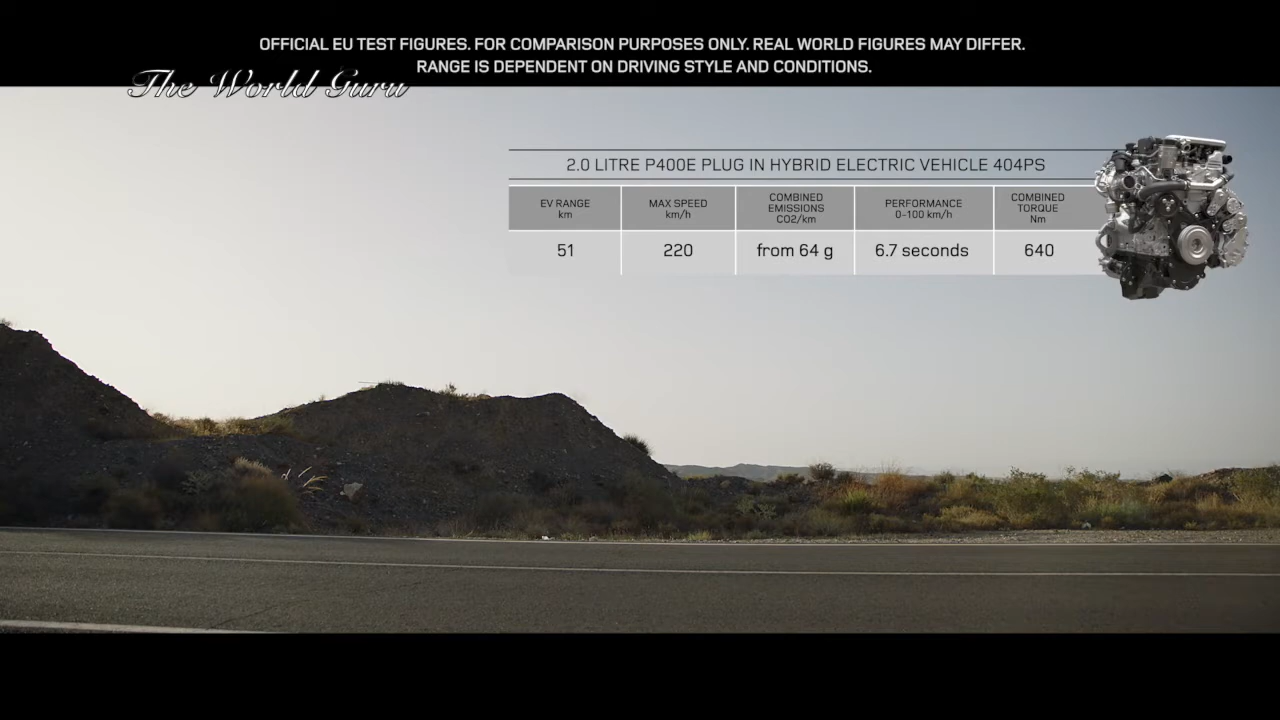 OFFICIAL EU TEST FIGURES. FOR COMPARISON PURPOSES ONLY. REAL WORLD FIGURES MAY DIFFER.
RANGE IS DEPENDENT ON DRIVING STYLE AND CONDITIONS.
The World Guru
2.0 LITRE P400E PLUG IN HYBRID ELECTRIC VEHICLE 404PS
EV RANGE
km
MAX SPEED
km/h
COMBINED
EMISSIONS
CO2/km
PERFORMANCE
0-100 km/h
COMBINED
TORQUE
Nm
51
220
from 64 g
6.7 seconds
640